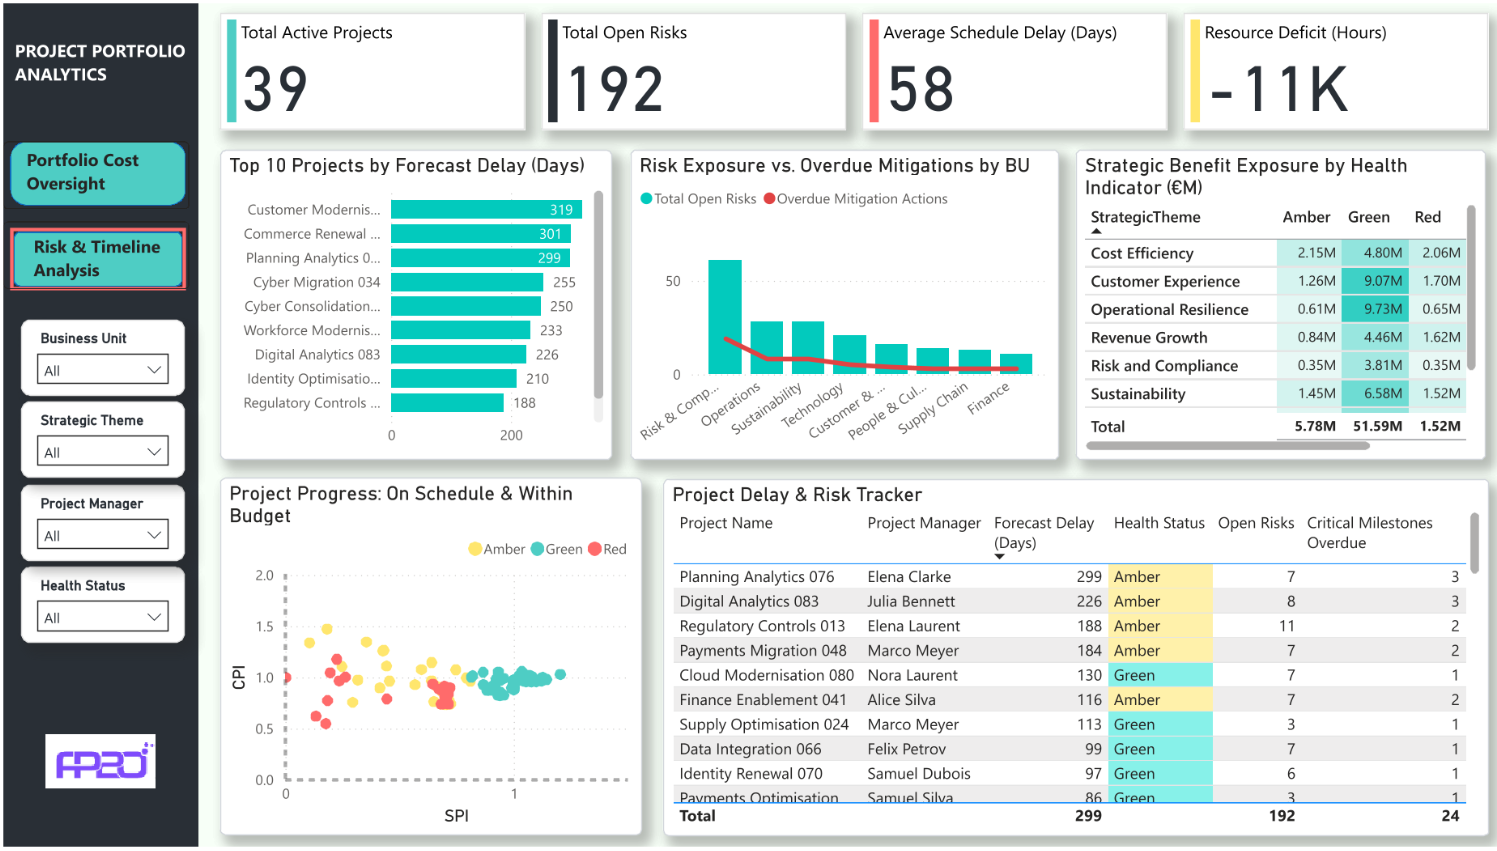 PROJECT PORTFOLIO
ANALYTICS
Portfolio Cost
Oversight
Risk & Timeline
Analysis
Business Unit
All
Strategic Theme
All
Project Manager
All
Health Status
All
FP20
Total Active Projects
39
Total Open Risks
192
Average Schedule Delay (Days)
58
Resource Deficit (Hours)
-11K
Top 10 Projects by Forecast Delay (Days)
Customer Modernis... 319
Commerce Renewal ... 301
Planning Analytics 0... 299
Cyber Migration 034 255
Cyber Consolidation... 250
Workforce Modernis... 233
Digital Analytics 083 226
Identity Optimisatio... 210
Regulatory Controls ... 188
0 200
Risk Exposure vs. Overdue Mitigations by BU
Total Open Risks Overdue Mitigation Actions
50
0
Risk & Comp...
Operations
Sustainability
Technology
Customer & ...
People & Cul...
Supply Chain
Finance
Strategic Benefit Exposure by Health
Indicator (€M)
StrategicTheme Amber Green Red
Cost Efficiency 2.15M 4.80M 2.06M
Customer Experience 1.26M 9.07M 1.70M
Operational Resilience 0.61M 9.73M 0.65M
Revenue Growth 0.84M 4.46M 1.62M
Risk and Compliance 0.35M 3.81M 0.35M
Sustainability 1.45M 6.58M 1.52M
Total 5.78M 51.59M 1.52M
Project Progress: On Schedule & Within
Budget
Amber Green Red
2.0
1.5
1.0
0.5
0.0
CPI
0 1
SPI
Project Delay & Risk Tracker
Project Name Project Manager Forecast Delay Health Status Open Risks Critical Milestones
(Days) Overdue
Planning Analytics 076 Elena Clarke 299 Amber 7 3
Digital Analytics 083 Julia Bennett 226 Amber 8 3
Regulatory Controls 013 Elena Laurent 188 Amber 11 2
Payments Migration 048 Marco Meyer 184 Amber 7 2
Cloud Modernisation 080 Nora Laurent 130 Green 7 1
Finance Enablement 041 Alice Silva 116 Amber 7 2
Supply Optimisation 024 Marco Meyer 113 Green 3 1
Data Integration 066 Felix Petrov 99 Green 7 1
Identity Renewal 070 Samuel Dubois 97 Green 6 1
Payments Optimisation Samuel Silva 86 Green 3 1
Total 299 192 24